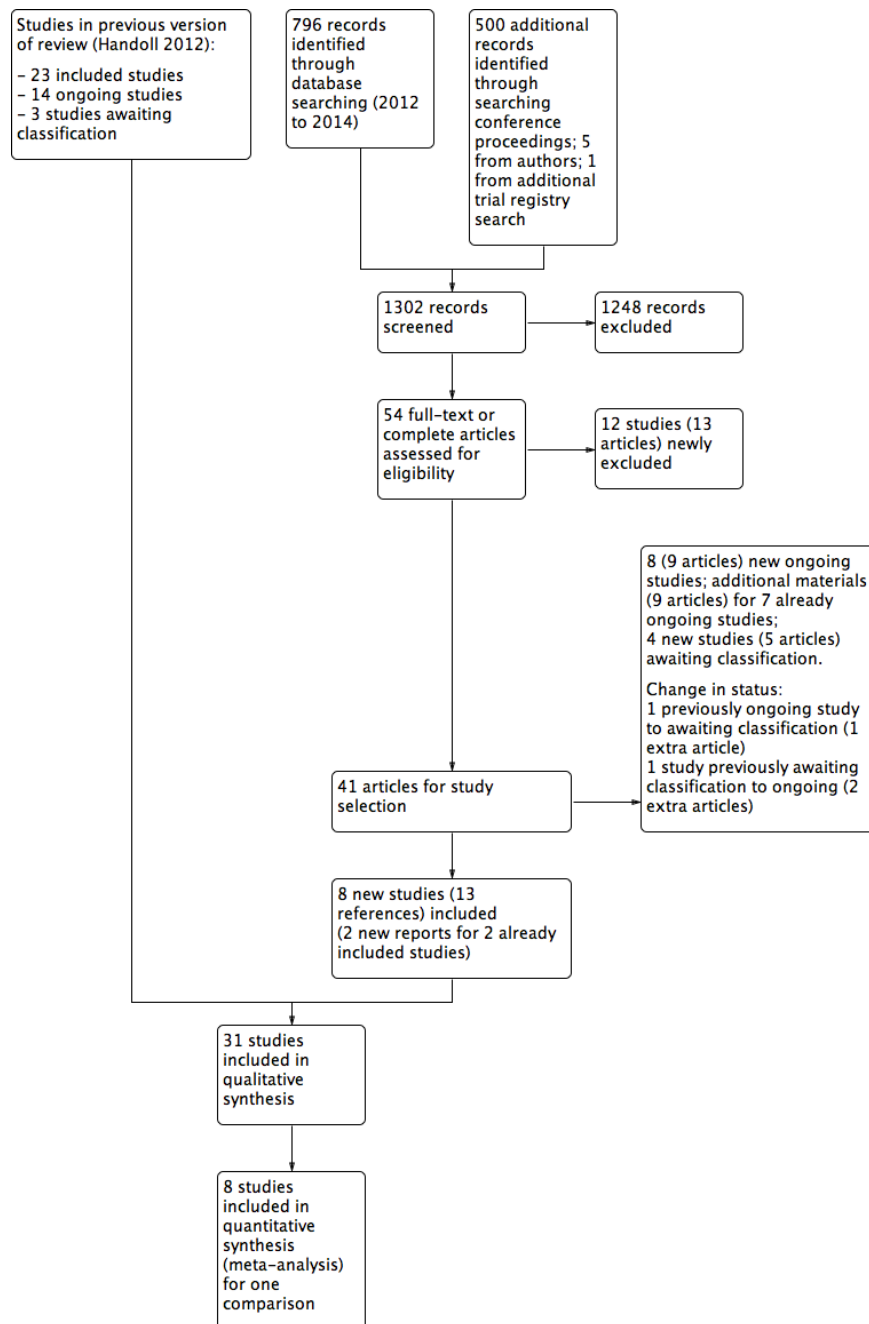 Studies in previous version
of review (Handoll 2012):
– 23 included studies
– 14 ongoing studies
– 3 studies awaiting
classification
796 records
identified
through
database
searching (2012
to 2014)
500 additional
records
identified
through
searching
conference
proceedings; 5
from authors; 1
from additional
trial registry
search
1302 records
screened
1248 records
excluded
54 full-text or
complete articles
assessed for
eligibility
12 studies (13
articles) newly
excluded
8 (9 articles) new ongoing
studies; additional materials
(9 articles) for 7 already
ongoing studies;
4 new studies (5 articles)
awaiting classification.
Change in status:
1 previously ongoing study
to awaiting classification (1
extra article)
1 study previously awaiting
classification to ongoing (2
extra articles)
41 articles for study
selection
8 new studies (13
references) included
(2 new reports for 2 already
included studies)
31 studies
included in
qualitative
synthesis
8 studies
included in
quantitative
synthesis
(meta-analysis)
for one
comparison